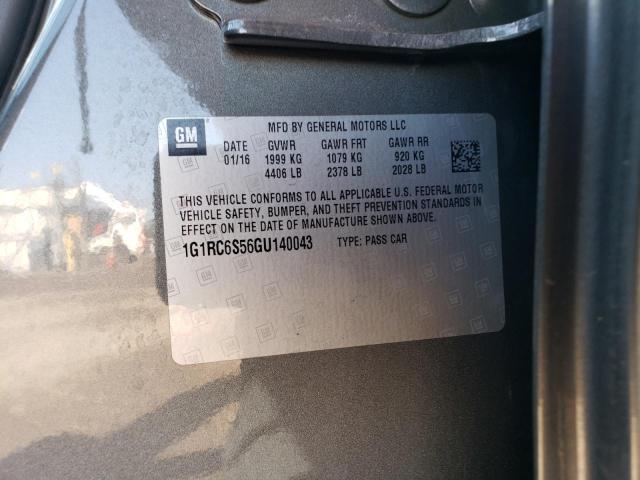 GM
MFD BY GENERAL MOTORS LLC
DATE GVWR GAWR FRT GAWR RR
01/16 1999 KG 1079 KG 920 KG
4406 LB 2378 LB 2028 LB
THIS VEHICLE CONFORMS TO ALL APPLICABLE U.S. FEDERAL MOTOR
VEHICLE SAFETY, BUMPER, AND THEFT PREVENTION STANDARDS IN
EFFECT ON THE DATE OF MANUFACTURE SHOWN ABOVE.
1G1RC6S56GU140043 TYPE: PASS CAR